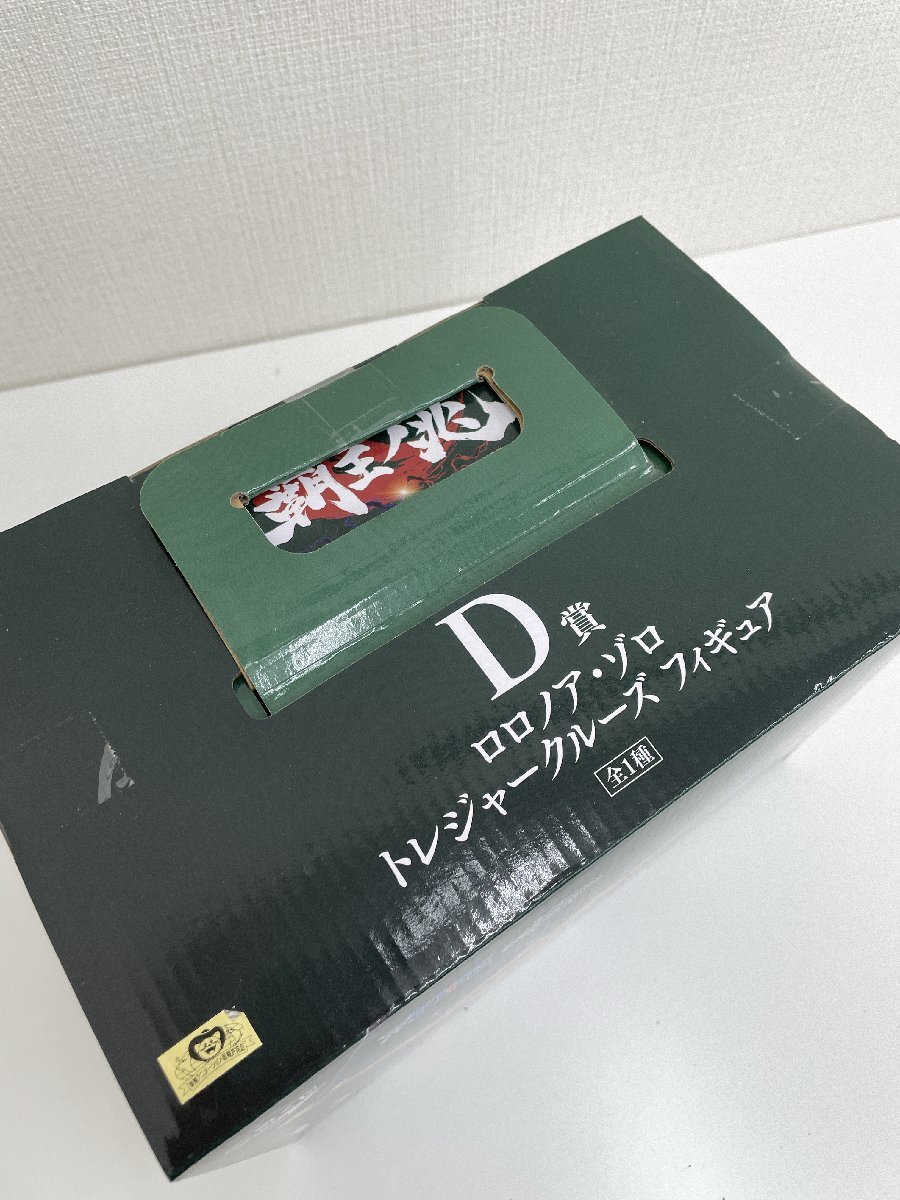 覇王ノ兆
D賞
ロロノア・ゾロ
トレジャークルーズ フィギュア
全1種